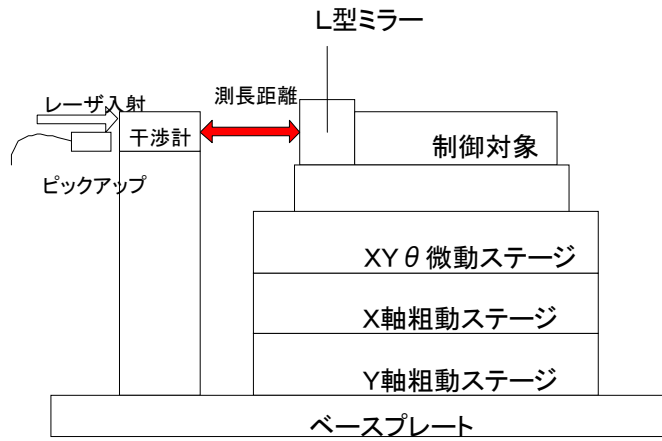 L型ミラー
レーザ入射
測長距離
干渉計
制御対象
ピックアップ
XYθ微動ステージ
X軸粗動ステージ
Y軸粗動ステージ
ベースプレート